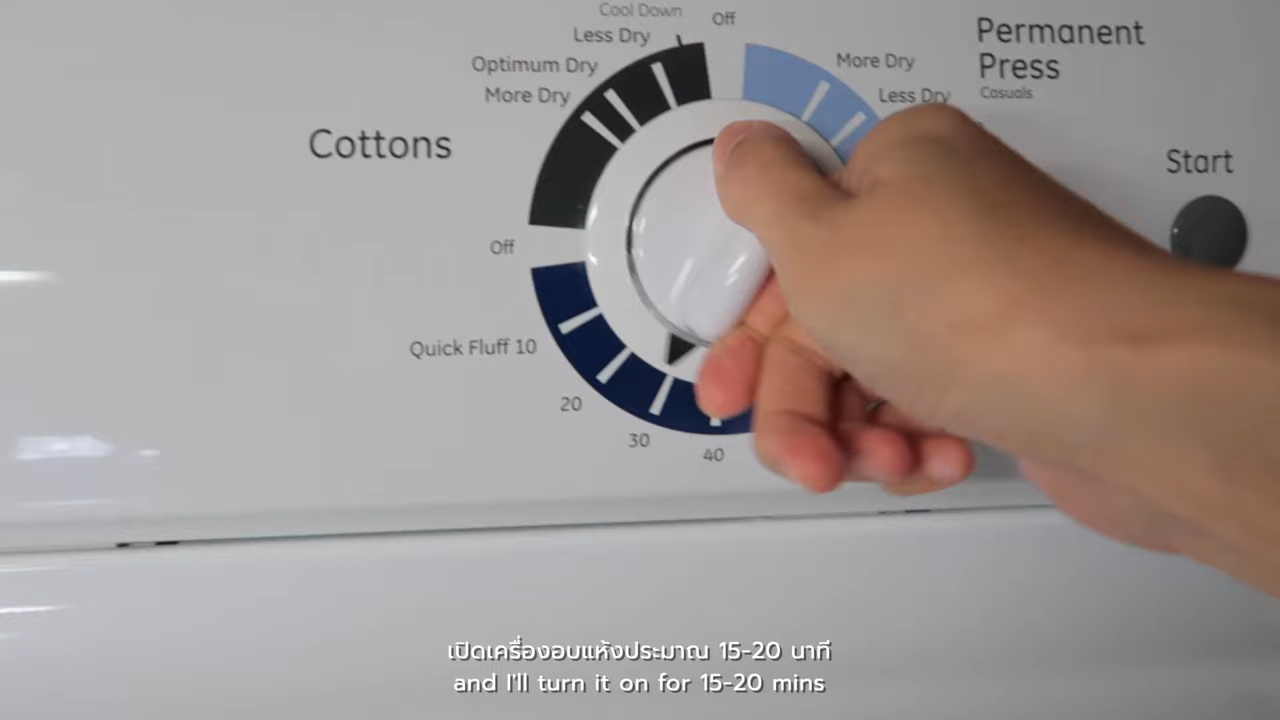 Cool Down
Off
Less Dry
Optimum Dry
More Dry
Cottons
More Dry
Less Dry
Permanent
Press
Casuals
Start
Off
Quick Fluff 10
20
30
40
เปิดเครื่องอบแห้งประมาณ 15-20 นาที
and I'll turn it on for 15-20 mins